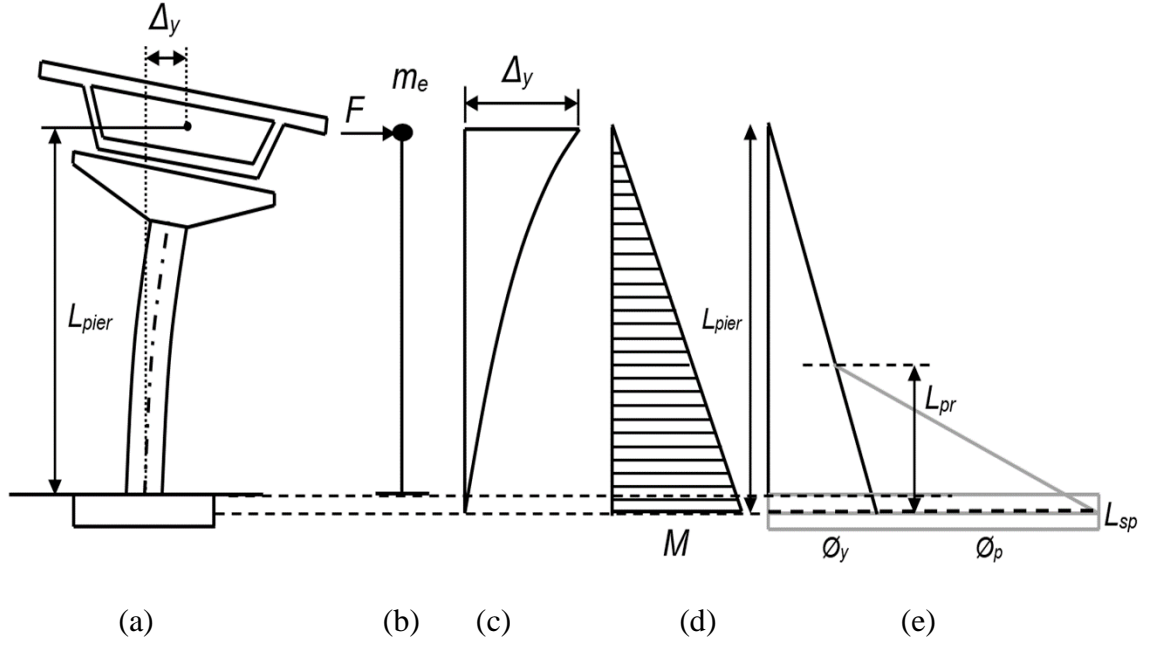 Δy
me
F
Δy
Lpier
Lpier
Lpr
Lsp
M
Øy
Øp
(a)
(b)
(c)
(d)
(e)